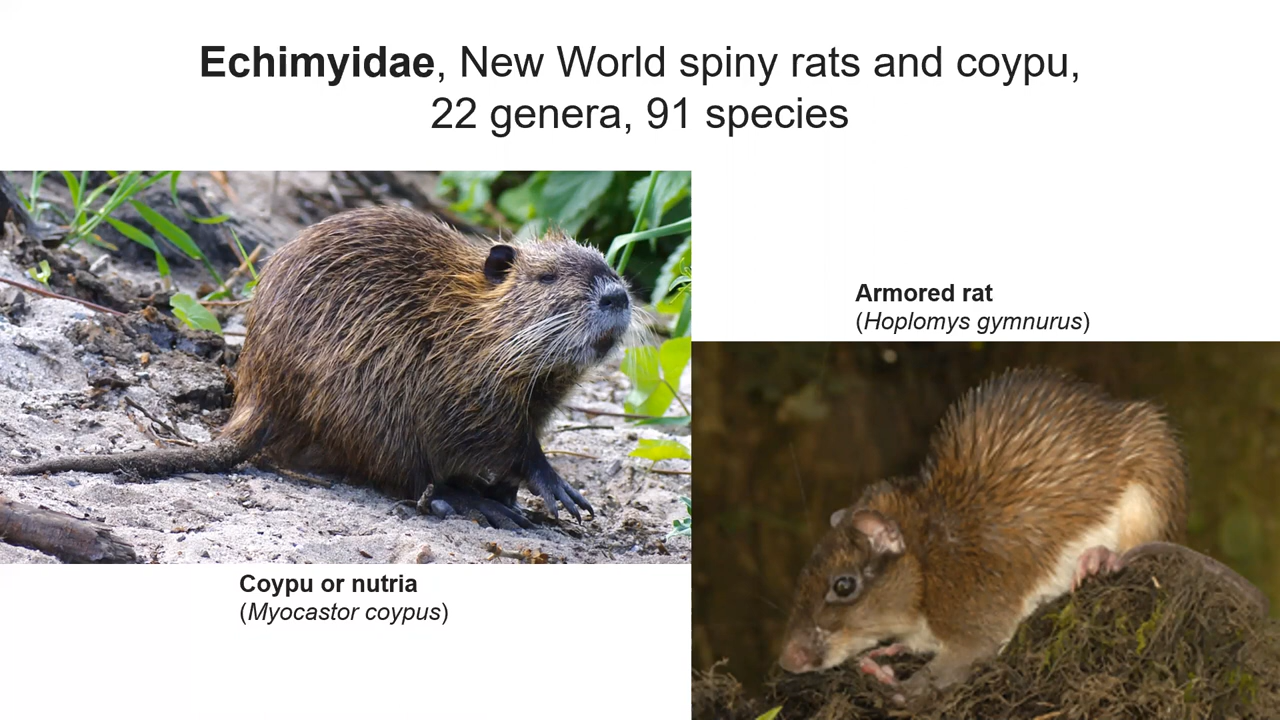 Echimyidae, New World spiny rats and coypu,
22 genera, 91 species
Armored rat
(Hoplomys gymnurus)
Coypu or nutria
(Myocastor coypus)